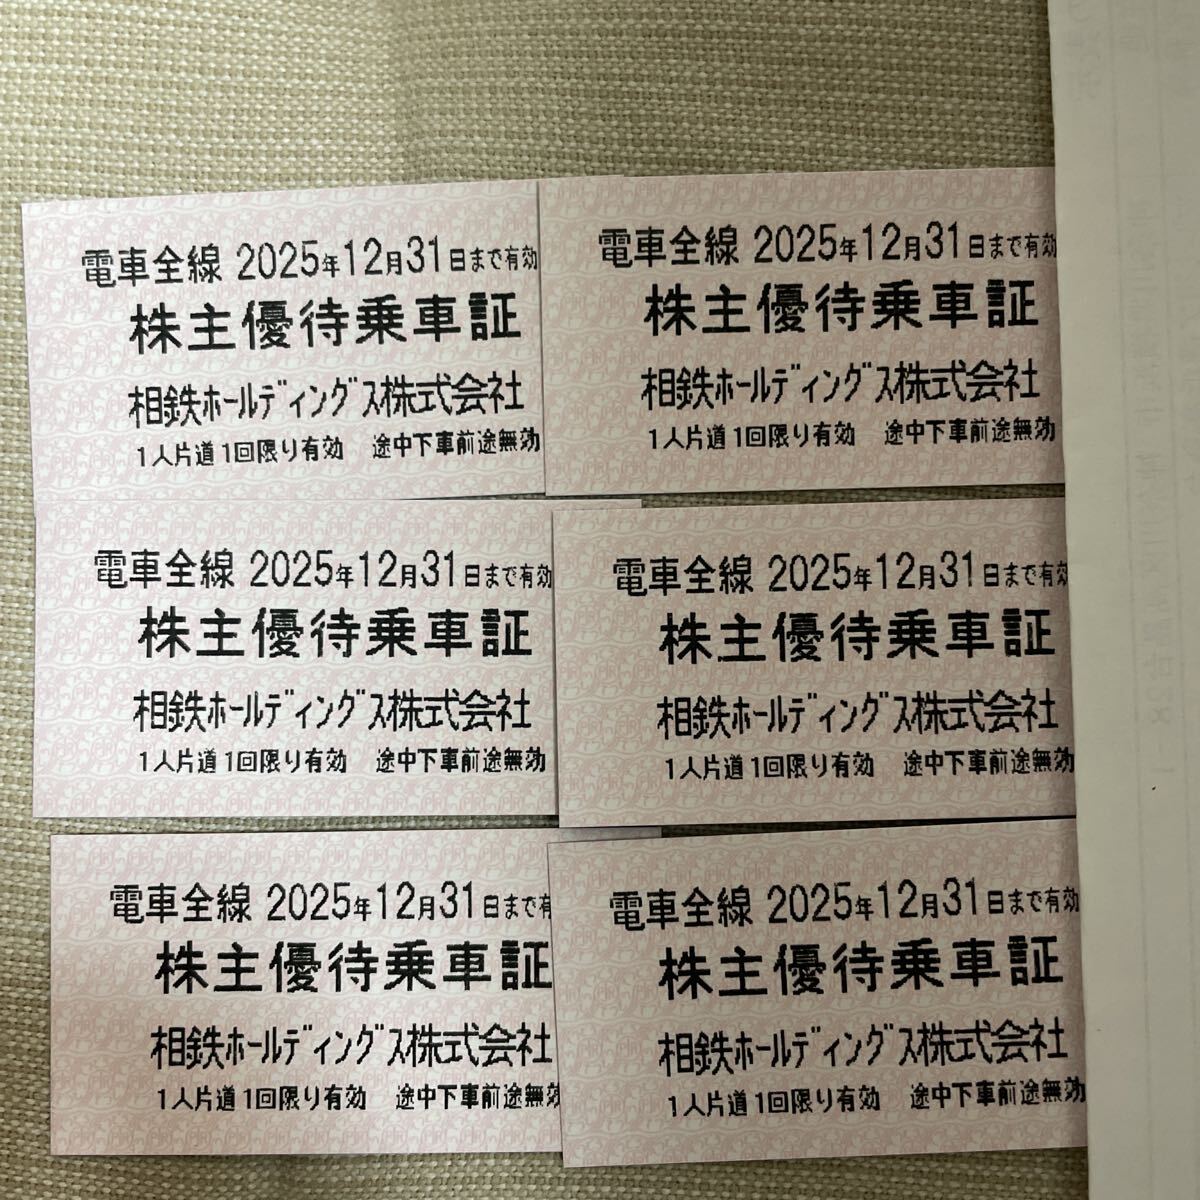 電車全線 2025年12月31日まで有効
株主優待乗車証
相鉄ホールディングス株式会社
1人片道1回限り有効 途中下車前途無効
電車全線 2025年12月31日まで有効
株主優待乗車証
相鉄ホールディングス株式会社
1人片道1回限り有効 途中下車前途無効
電車全線 2025年12月31日まで有効
株主優待乗車証
相鉄ホールディングス株式会社
1人片道1回限り有効 途中下車前途無効
電車全線 2025年12月31日まで有効
株主優待乗車証
相鉄ホールディングス株式会社
1人片道1回限り有効 途中下車前途無効
電車全線 2025年12月31日まで有
株主優待乗車証
相鉄ホールディングス株式会社
1人片道1回限り有効 途中下車前途無効
電車全線 2025年12月31日まで有効
株主優待乗車証
相鉄ホールディングス株式会社
1人片道1回限り有効 途中下車前途無効